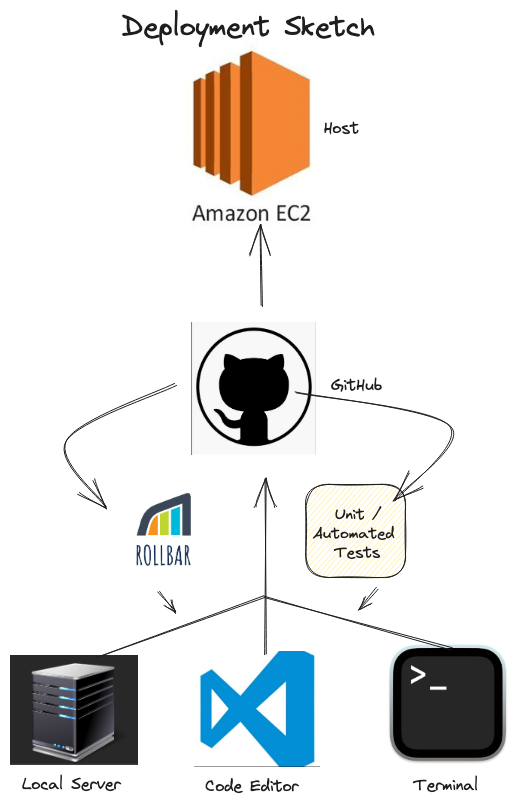 Deployment Sketch
Host
Amazon EC2
GitHub
ROLLBAR
Unit /
Automated
Tests
>_
Local Server
Code Editor
Terminal